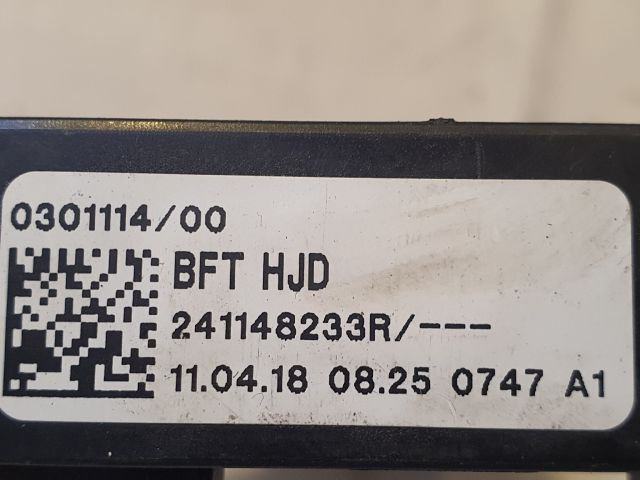 0301114/00
BFT HJD
241148233R/---
11.04.18 08.25 0747 A1